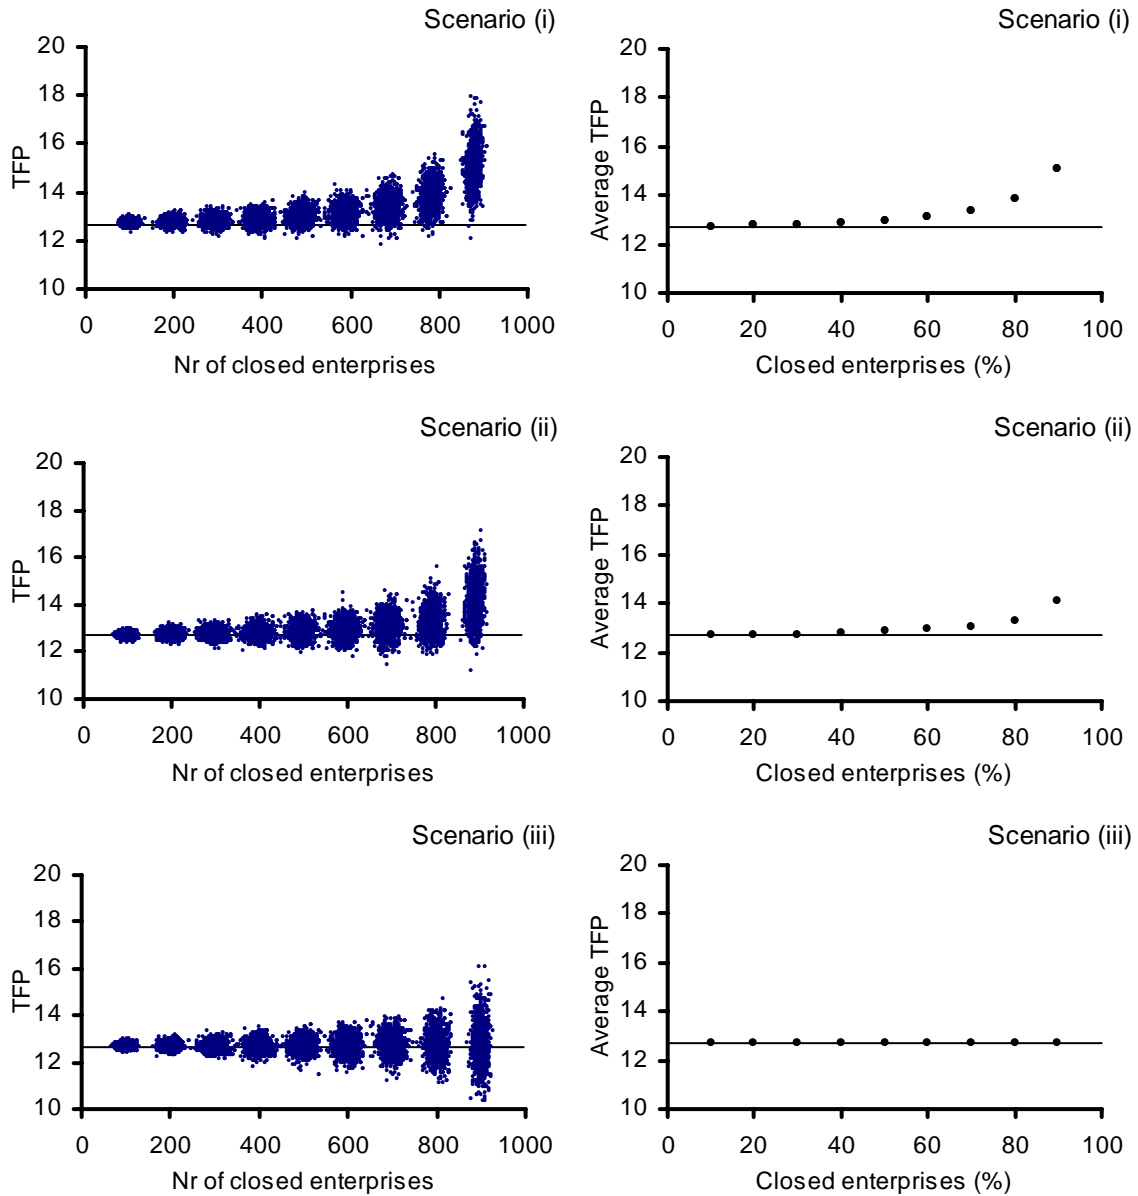 Scenario (i)
20
18
16
14
12
10
TFP
0 200 400 600 800 1000
Nr of closed enterprises
Scenario (i)
20
18
16
14
12
10
Average TFP
0 20 40 60 80 100
Closed enterprises (%)
Scenario (ii)
20
18
16
14
12
10
TFP
0 200 400 600 800 1000
Nr of closed enterprises
Scenario (ii)
20
18
16
14
12
10
Average TFP
0 20 40 60 80 100
Closed enterprises (%)
Scenario (iii)
20
18
16
14
12
10
TFP
0 200 400 600 800 1000
Nr of closed enterprises
Scenario (iii)
20
18
16
14
12
10
Average TFP
0 20 40 60 80 100
Closed enterprises (%)